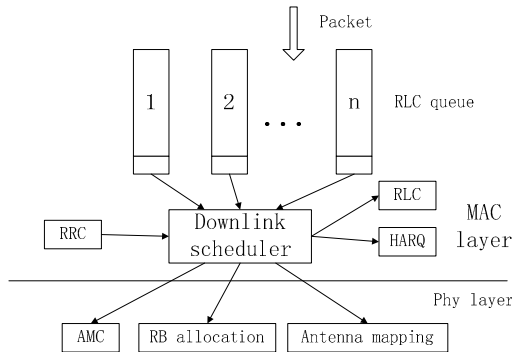 Packet
1 2 ... n RLC queue
RLC
Downlink scheduler
RRC
HARQ
MAC layer
Phy layer
AMC
RB allocation
Antenna mapping